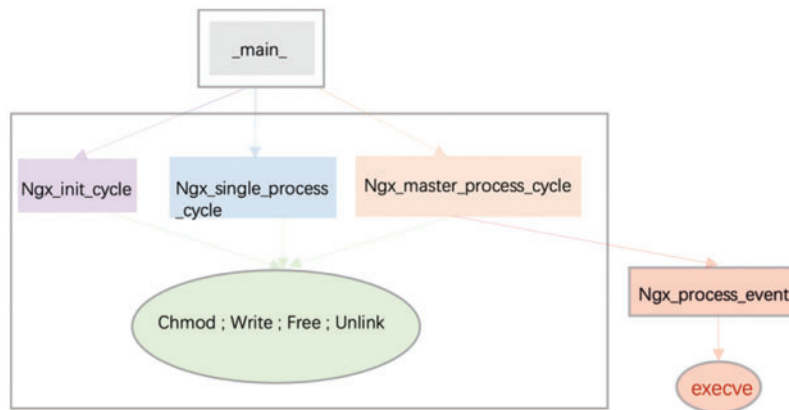 _main_
Ngx_init_cycle
Ngx_single_process
_cycle
Ngx_master_process_cycle
Ngx_process_event
Chmod ; Write ; Free ; Unlink
execve